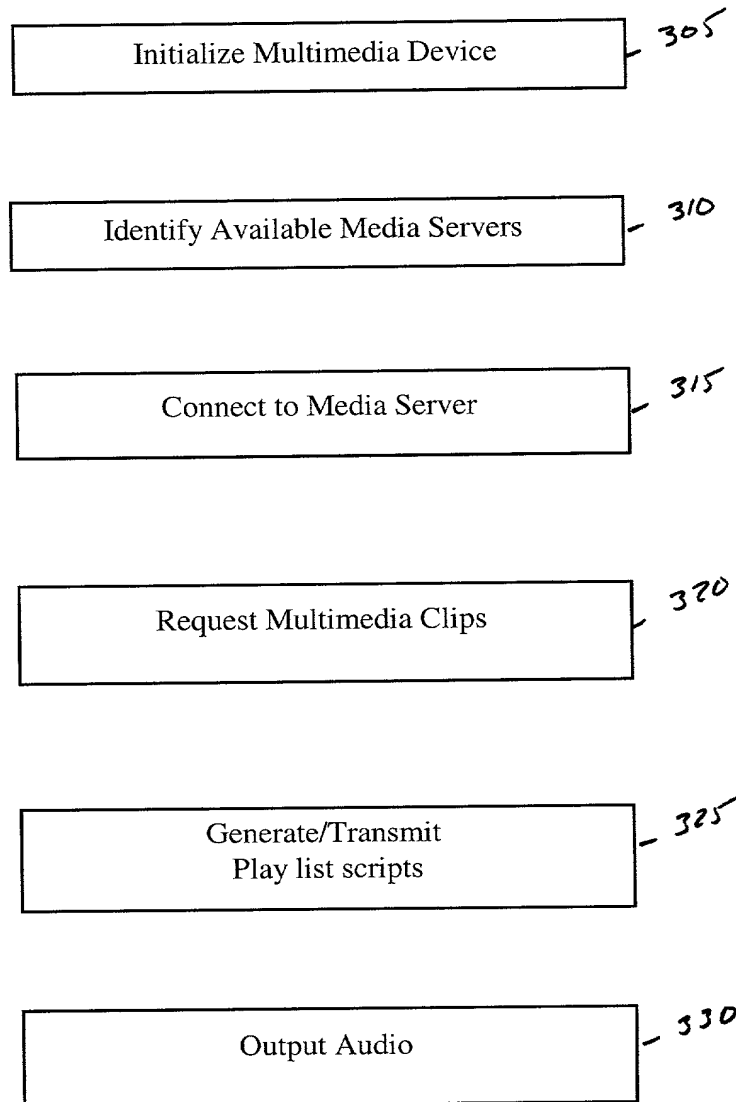 Initialize Multimedia Device 305
Identify Available Media Servers 310
Connect to Media Server 315
Request Multimedia Clips 320
Generate/Transmit 325
Play list scripts
Output Audio 330